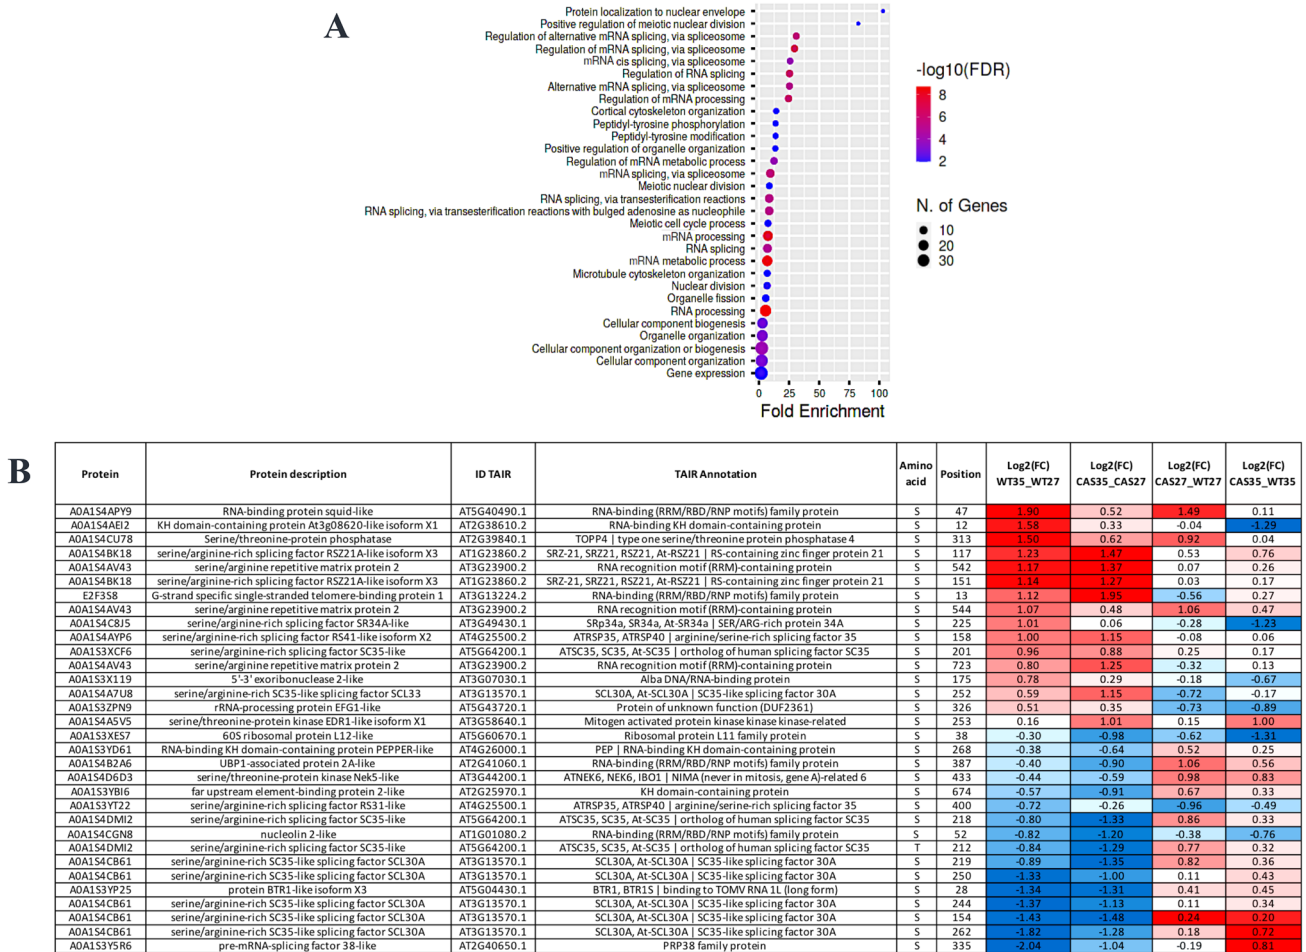 A
Protein localization to nuclear envelope
Positive regulation of meiotic nuclear division
Regulation of alternative mRNA splicing, via spliceosome
Regulation of mRNA splicing, via spliceosome
mRNA cis splicing, via spliceosome
Regulation of RNA splicing
Alternative mRNA splicing, via spliceosome
Regulation of mRNA processing
Cortical cytoskeleton organization
Peptidyl-tyrosine phosphorylation
Peptidyl-tyrosine modification
Positive regulation of organelle organization
Regulation of mRNA metabolic process
mRNA splicing, via spliceosome
Meiotic nuclear division
RNA splicing, via transesterification reactions
RNA splicing, via transesterification reactions with bulged adenosine as nucleophile
Meiotic cell cycle process
mRNA processing
RNA splicing
mRNA metabolic process
Microtubule cytoskeleton organization
Nuclear division
Organelle fission
RNA processing
Cellular component biogenesis
Organelle organization
Cellular component organization or biogenesis
Cellular component organization
Gene expression
0 25 50 75 100
Fold Enrichment
-log10(FDR)
8
6
4
2
N. of Genes
10
20
30
B
Protein Protein description ID TAIR TAIR Annotation Amino acid Position Log2(FC) WT35_WT27 Log2(FC) CAS35_CAS27 Log2(FC) CAS27_WT27 Log2(FC) CAS35_WT35
A0A1S4APY9 RNA-binding protein squid-like AT5G40490.1 RNA-binding (RRM/RBD/RNP motifs) family protein S 47 1.90 0.52 1.49 0.11
A0A1S4AEI2 KH domain-containing protein At3g08620-like isoform X1 AT2G38610.2 RNA-binding KH domain-containing protein S 12 1.58 0.33 -0.04 -1.29
A0A1S4CU78 Serine/threonine-protein phosphatase AT2G39840.1 TOPP4 | type one serine/threonine protein phosphatase 4 S 313 1.50 0.62 0.92 0.04
A0A1S4BK18 serine/arginine-rich splicing factor RSZ21A-like isoform X3 AT1G23860.2 SRZ-21, SRZ21, RSZ21, At-RSZ21 | RS-containing zinc finger protein 21 S 117 1.23 1.47 0.53 0.76
A0A1S4AV43 serine/arginine repetitive matrix protein 2 AT3G23900.2 RNA recognition motif (RRM)-containing protein S 542 1.17 1.37 0.07 0.26
A0A1S4BK18 serine/arginine-rich splicing factor RSZ21A-like isoform X3 AT1G23860.2 SRZ-21, SRZ21, RSZ21, At-RSZ21 | RS-containing zinc finger protein 21 S 151 1.14 1.27 0.03 0.17
E2F3S8 G-strand specific single-stranded telomere-binding protein 1 AT3G13224.2 RNA-binding (RRM/RBD/RNP motifs) family protein S 13 1.12 1.95 -0.56 0.27
A0A1S4AV43 serine/arginine repetitive matrix protein 2 AT3G23900.2 RNA recognition motif (RRM)-containing protein S 544 1.07 0.48 1.06 0.47
A0A1S4C8J5 serine/arginine-rich splicing factor SR34A-like AT3G49430.1 SRp34a, SR34a, At-SR34a | SER/ARG-rich protein 34A S 225 1.01 0.06 -0.28 -1.23
A0A1S4AYP6 serine/arginine-rich splicing factor RS41-like isoform X2 AT4G25500.2 ATRSP35, ATRSP40 | arginine/serine-rich splicing factor 35 S 158 1.00 1.15 -0.08 0.06
A0A1S3XCF6 serine/arginine-rich splicing factor SC35-like AT5G64200.1 ATSC35, SC35, At-SC35 | ortholog of human splicing factor SC35 S 201 0.96 0.88 0.25 0.17
A0A1S4AV43 serine/arginine repetitive matrix protein 2 AT3G23900.2 RNA recognition motif (RRM)-containing protein S 723 0.80 1.25 -0.32 0.13
A0A1S3X119 5'-3' exoribonuclease 2-like AT3G07030.1 Alba DNA/RNA-binding protein S 175 0.78 0.29 -0.18 -0.67
A0A1S4A7U8 serine/arginine-rich SC35-like splicing factor SCL33 AT3G13570.1 SCL30A, At-SCL30A | SC35-like splicing factor 30A S 252 0.59 1.15 -0.72 -0.17
A0A1S3ZPN9 rRNA-processing protein EFG1-like AT5G43720.1 Protein of unknown function (DUF2361) S 326 0.51 0.35 -0.73 -0.89
A0A1S4A5V5 serine/threonine-protein kinase EDR1-like isoform X1 AT3G58640.1 Mitogen activated protein kinase kinase kinase-related S 253 0.16 1.01 0.15 1.00
A0A1S3XES7 60S ribosomal protein L12-like AT5G60670.1 Ribosomal protein L11 family protein S 38 -0.30 -0.98 -0.62 -1.31
A0A1S3YD61 RNA-binding KH domain-containing protein PEPPER-like AT4G26000.1 PEP | RNA-binding KH domain-containing protein S 268 -0.38 -0.64 0.52 0.25
A0A1S4B2A6 UBP1-associated protein 2A-like AT2G41060.1 RNA-binding (RRM/RBD/RNP motifs) family protein S 387 -0.40 -0.90 1.06 0.56
A0A1S4D6D3 serine/threonine-protein kinase Nek5-like AT3G44200.1 ATNEK6, NEK6, IBO1 | NIMA (never in mitosis, gene A)-related 6 S 433 -0.44 -0.59 0.98 0.83
A0A1S3YBI6 far upstream element-binding protein 2-like AT2G25970.1 KH domain-containing protein S 674 -0.57 -0.91 0.67 0.33
A0A1S3YT22 serine/arginine-rich splicing factor RS31-like AT4G25500.1 ATRSP35, ATRSP40 | arginine/serine-rich splicing factor 35 S 400 -0.72 -0.26 -0.96 -0.49
A0A1S4DMI2 serine/arginine-rich splicing factor SC35-like AT5G64200.1 ATSC35, SC35, At-SC35 | ortholog of human splicing factor SC35 S 218 -0.80 -1.33 0.86 0.33
A0A1S4CGN8 nucleolin 2-like AT1G01080.2 RNA-binding (RRM/RBD/RNP motifs) family protein S 52 -0.82 -1.20 -0.38 -0.76
A0A1S4DMI2 serine/arginine-rich splicing factor SC35-like AT5G64200.1 ATSC35, SC35, At-SC35 | ortholog of human splicing factor SC35 T 212 -0.84 -1.29 0.77 0.32
A0A1S4CB61 serine/arginine-rich SC35-like splicing factor SCL30A AT3G13570.1 SCL30A, At-SCL30A | SC35-like splicing factor 30A S 219 -0.89 -1.35 0.82 0.36
A0A1S4CB61 serine/arginine-rich SC35-like splicing factor SCL30A AT3G13570.1 SCL30A, At-SCL30A | SC35-like splicing factor 30A S 250 -1.33 -1.00 0.11 0.43
A0A1S3YP25 protein BTR1-like isoform X3 AT5G04430.1 BTR1, BTR1S | binding to TOMV RNA 1L (long form) S 28 -1.34 -1.31 0.41 0.45
A0A1S4CB61 serine/arginine-rich SC35-like splicing factor SCL30A AT3G13570.1 SCL30A, At-SCL30A | SC35-like splicing factor 30A S 244 -1.37 -1.13 0.11 0.34
A0A1S4CB61 serine/arginine-rich SC35-like splicing factor SCL30A AT3G13570.1 SCL30A, At-SCL30A | SC35-like splicing factor 30A S 154 -1.43 -1.48 0.24 0.20
A0A1S4CB61 serine/arginine-rich SC35-like splicing factor SCL30A AT3G13570.1 SCL30A, At-SCL30A | SC35-like splicing factor 30A S 262 -1.82 -1.28 0.18 0.72
A0A1S3Y5R6 pre-mRNA-splicing factor 38-like AT2G40650.1 PRP38 family protein S 335 -2.04 -1.04 -0.19 0.81